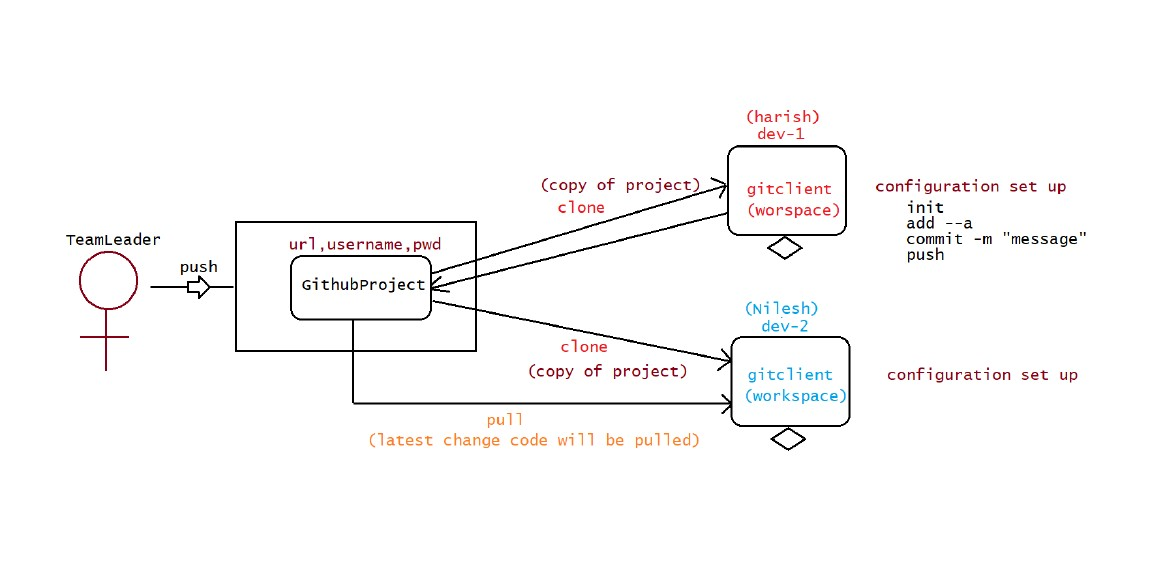 TeamLeader
push
url,username,pwd
GithubProject
(copy of project)
clone
(harish)
dev-1
gitclient
(worspace)
configuration set up
init
add --a
commit -m "message"
push
clone
(copy of project)
pull
(latest change code will be pulled)
(Nilesh)
dev-2
gitclient
(workspace)
configuration set up